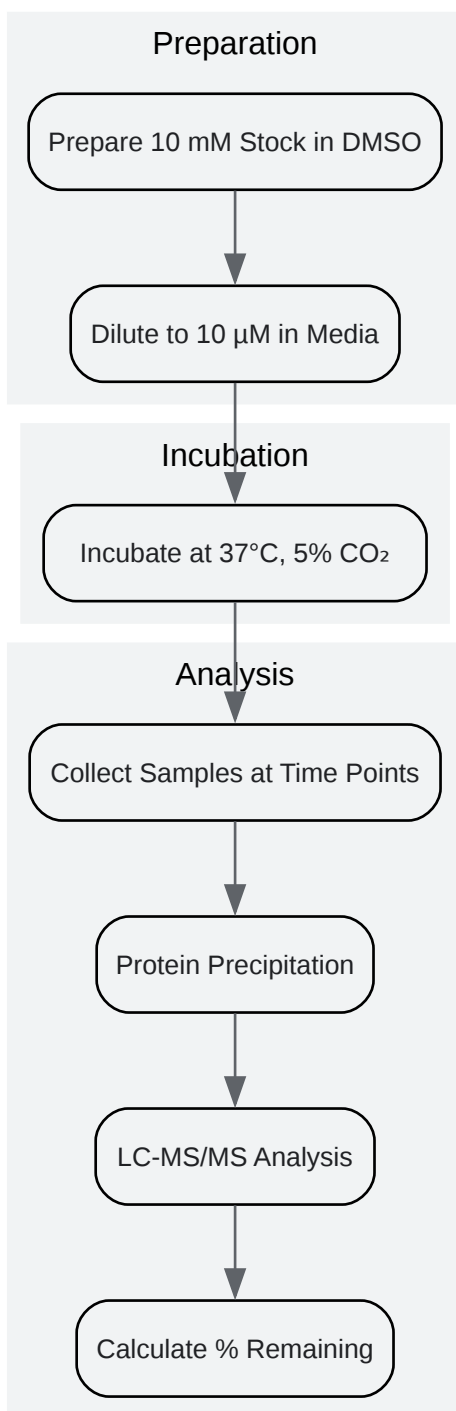 Preparation
Prepare 10 mM Stock in DMSO
Dilute to 10 µM in Media
Incubation
Incubate at 37°C, 5% CO₂
Analysis
Collect Samples at Time Points
Protein Precipitation
LC-MS/MS Analysis
Calculate % Remaining